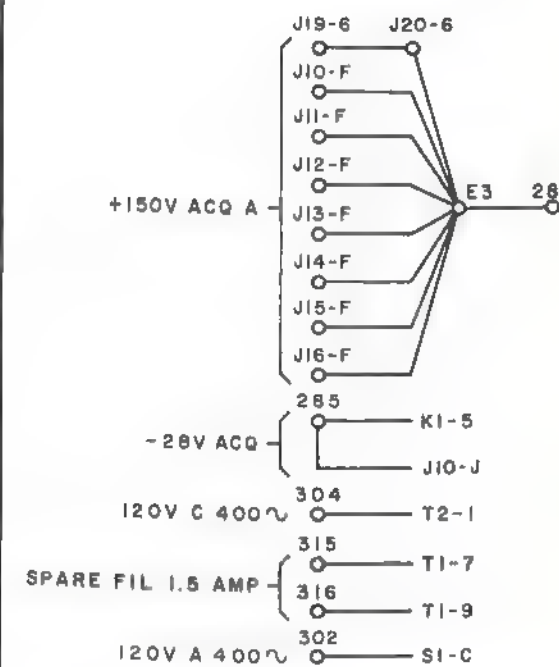 J19-6 J20-6
J10-F
J11-F
J12-F
+150V ACQ A
E3 28
J13-F
J14-F
J15-F
J16-F
285
K1-5
-28V ACQ
J10-J
304
120V C 400~ T2-1
315
T1-7
SPARE FIL 1.5 AMP
316
T1-9
302
120V A 400~ S1-C